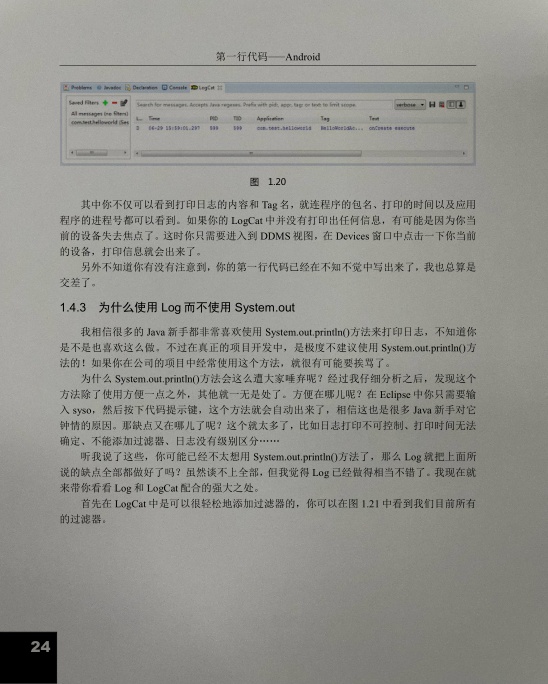 第一行代码——Android
Problems Javadoc Declaration Console LogCat
Saved Filters
Search for messages. Accepts Java regexes. Prefix with pid:, app:, tag: or text: to limit scope.
verbose
All messages (no filters)
com.test.helloworld (Ses
L... Time PID TID Application Tag Text
com.test.helloworld HelloWorldAc... onCreate execute
图 1.20
其中你不仅可以看到打印日志的内容和 Tag 名，就连程序的包名、打印的时间以及应用
程序的进程号都可以看到。如果你的 LogCat 中并没有打印出任何信息，有可能是因为你当
前的设备失去焦点了。这时你只需要进入到 DDMS 视图，在 Devices 窗口中点击一下你当前
的设备，打印信息就会出来了。
另外不知道你有没有注意到，你的第一行代码已经在不知不觉中写出来了，我也总算是
交差了。
1.4.3 为什么使用 Log 而不使用 System.out
我相信很多的 Java 新手都非常喜欢使用 System.out.println()方法来打印日志，不知道你
是不是也喜欢这么做。不过在真正的项目开发中，是极度不建议使用 System.out.println()方
法的！如果你在公司的项目中经常使用这个方法，就很有可能要挨骂了。
为什么 System.out.println()方法会这么遭大家唾弃呢？经过我仔细分析之后，发现这个
方法除了使用方便一点之外，其他就一无是处了。方便在哪儿呢？在 Eclipse 中你只需要输
入 syso，然后按下代码提示键，这个方法就会自动出来了，相信这也是很多 Java 新手对它
钟情的原因。那缺点又在哪儿了呢？这个就太多了，比如日志打印不可控制、打印时间无法
确定、不能添加过滤器、日志没有级别区分……
听我说了这些，你可能已经不太想用 System.out.println()方法了，那么 Log 就把上面所
说的缺点全部都做好了吗？虽然谈不上全部，但我觉得 Log 已经做得相当不错了。我现在就
来带你看看 Log 和 LogCat 配合的强大之处。
首先在 LogCat 中是可以很轻松地添加过滤器的，你可以在图 1.21 中看到我们目前所有
的过滤器。
24